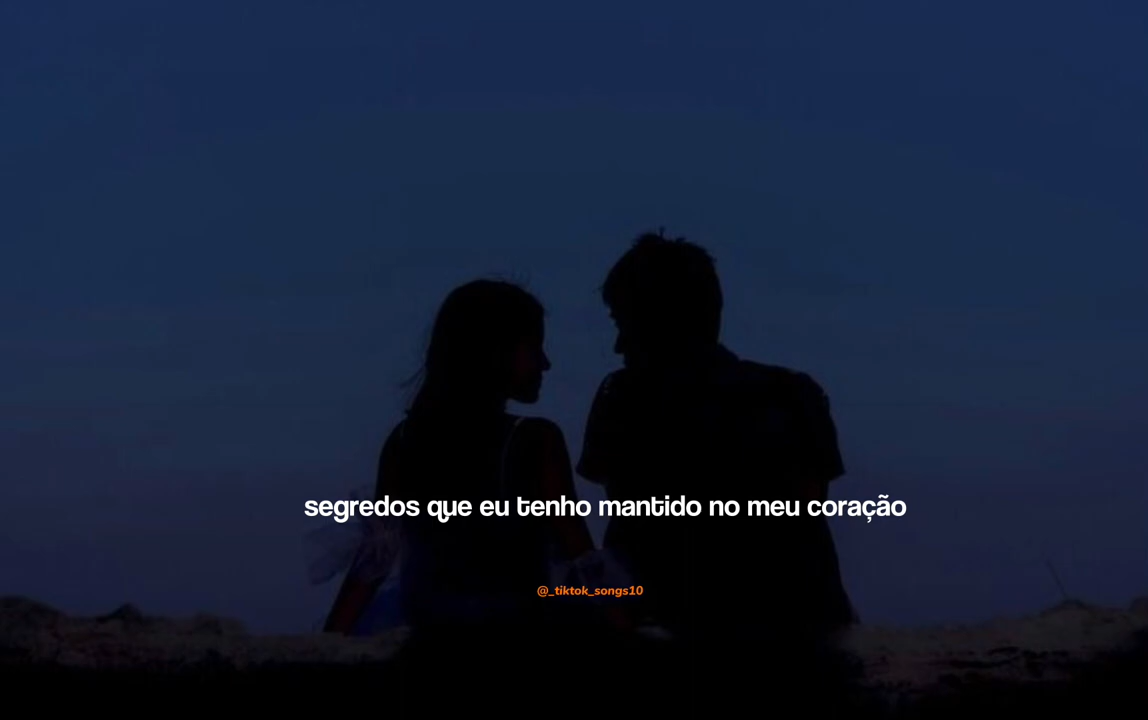 segredos que eu tenho mantido no meu coração
@_tiktok_songs10